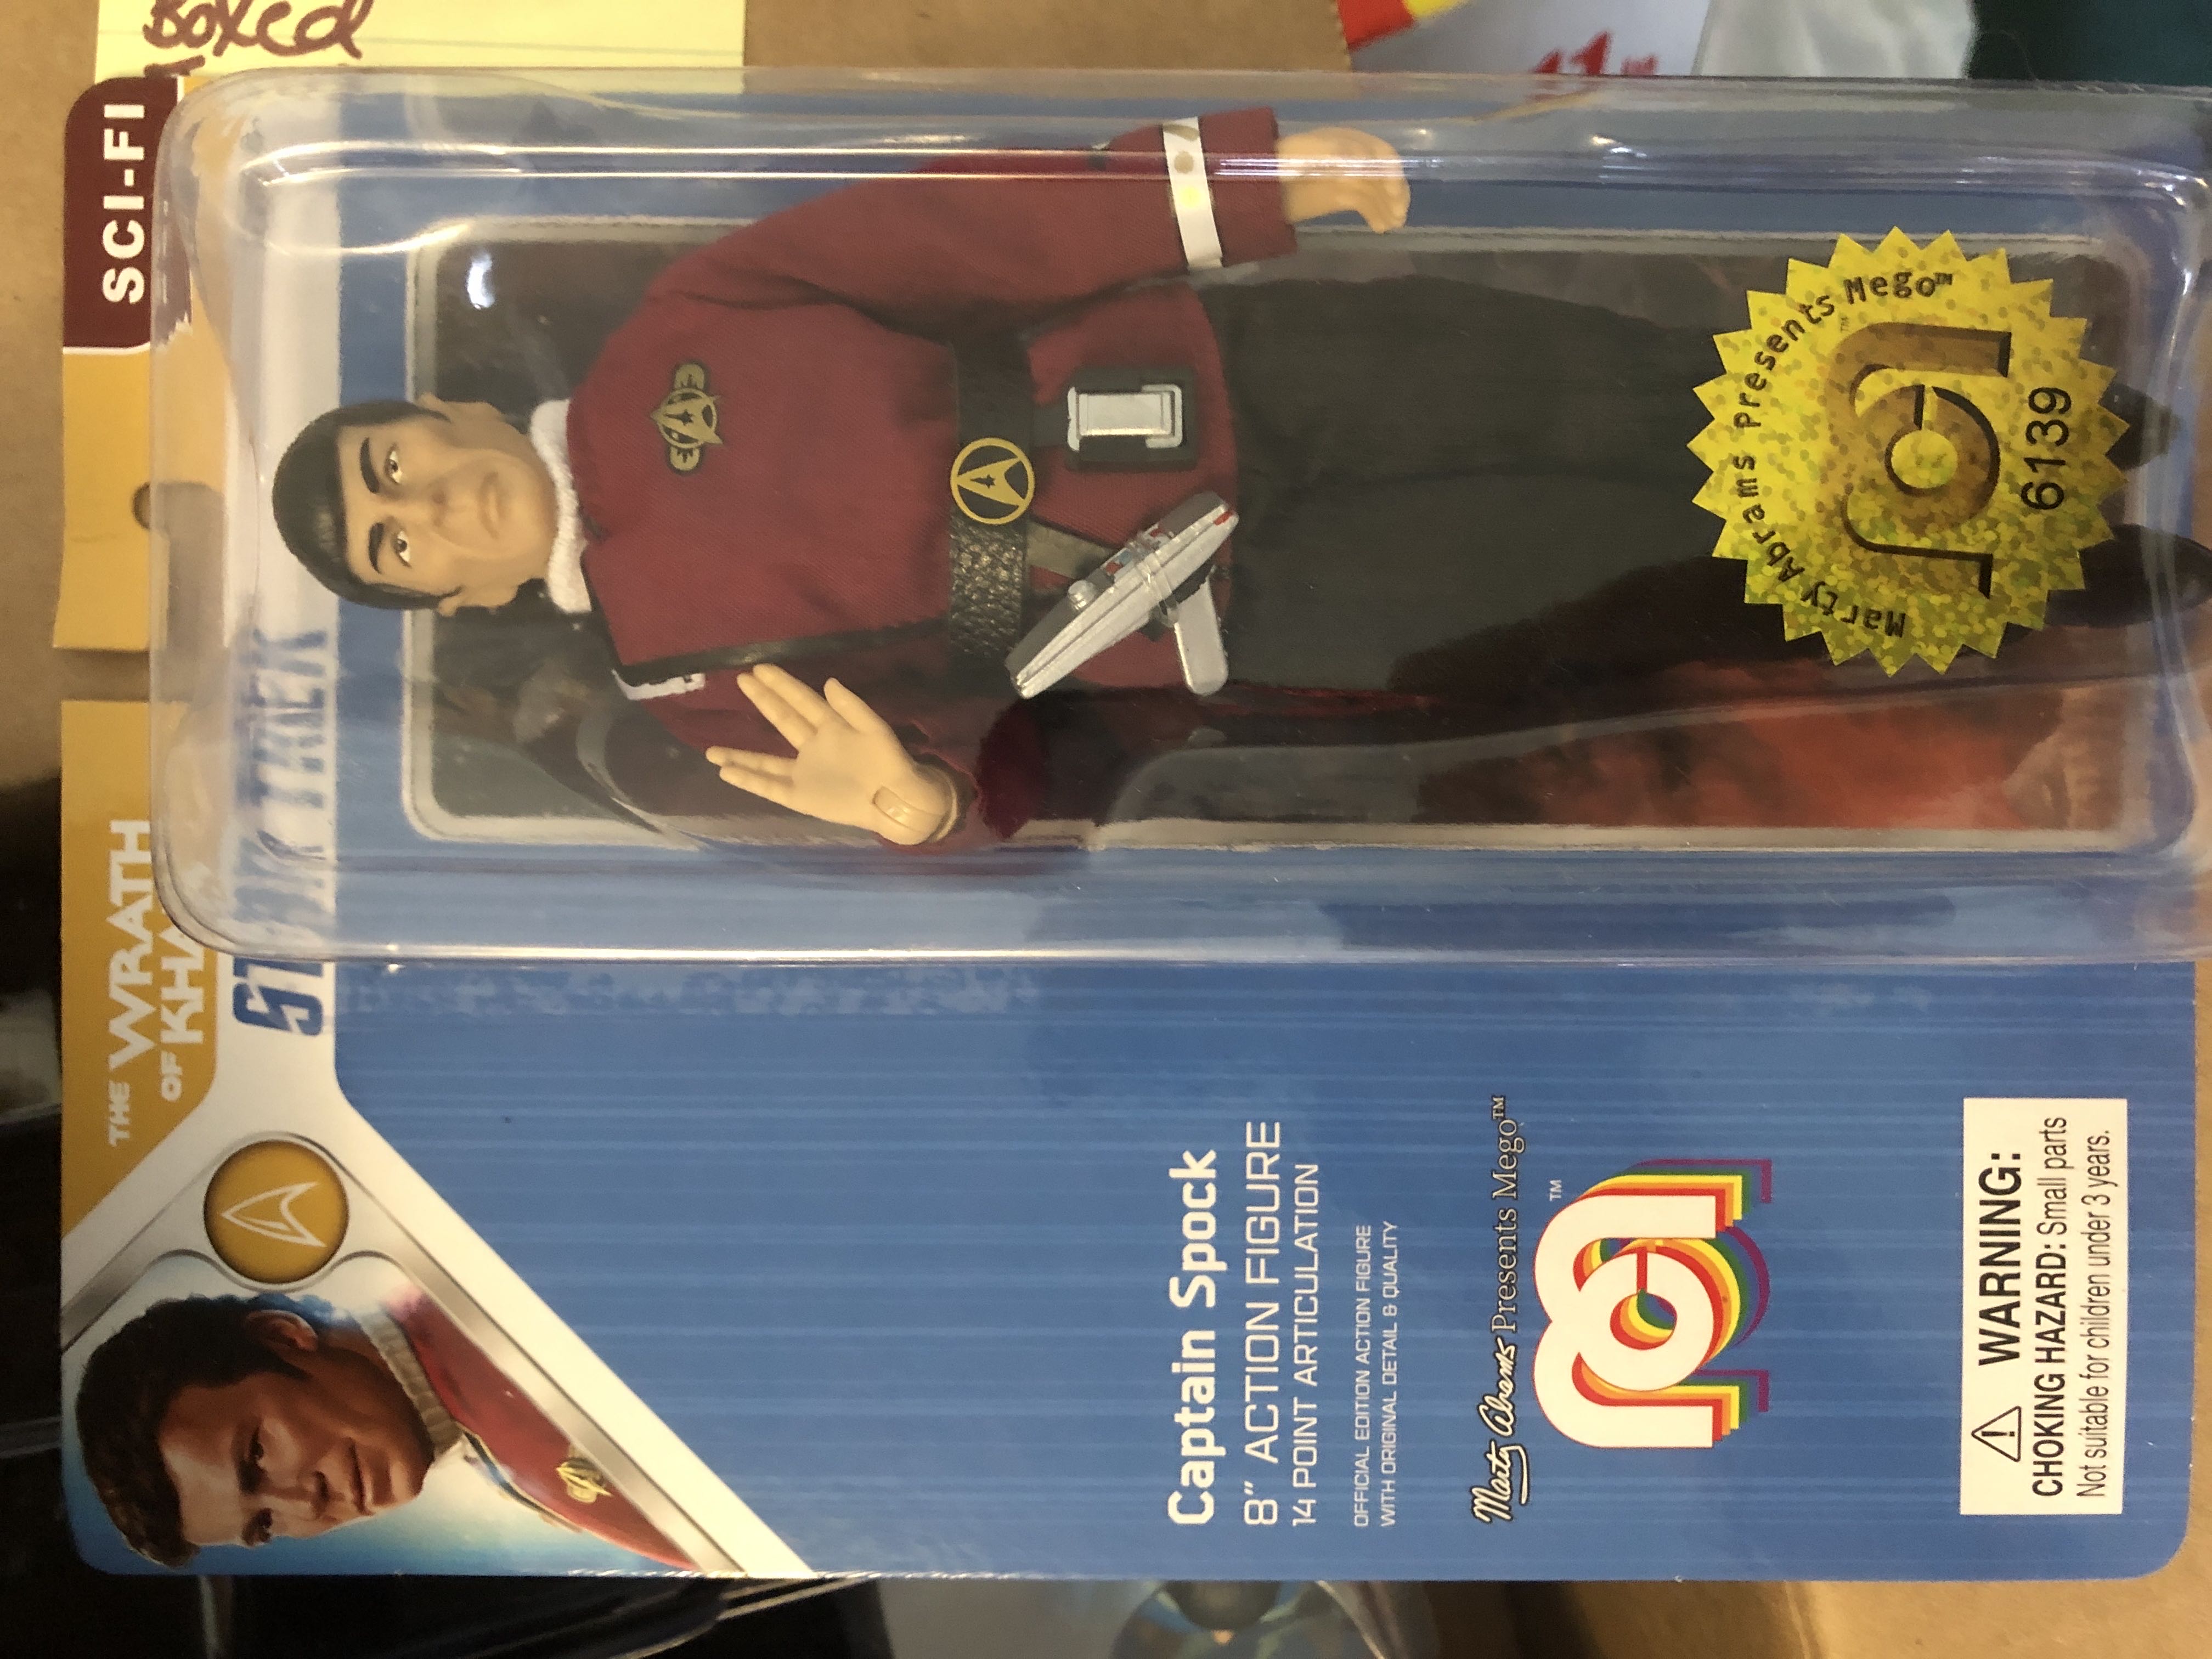 Boxed
SCI-FI
THE WRATH
OF KHA
STAR TREK
Marty Abrams Presents Mego™
6139
Captain Spock
8" ACTION FIGURE
14 POINT ARTICULATION
OFFICIAL EDITION ACTION FIGURE
WITH ORIGINAL DETAIL & QUALITY
Marty Abrams Presents Mego™
TM
WARNING:
CHOKING HAZARD: Small parts
Not suitable for children under 3 years.